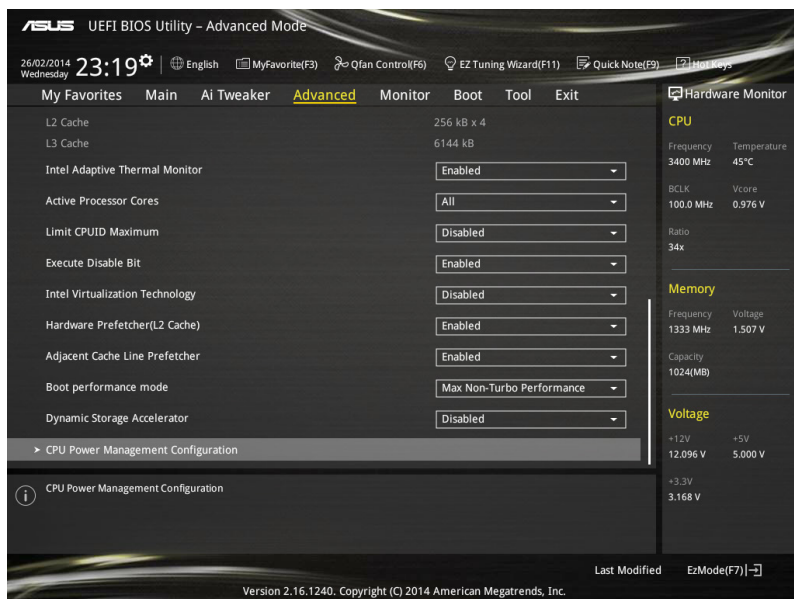 ASUS UEFI BIOS Utility – Advanced Mode
26/02/2014 Wednesday 23:19 English MyFavorite(F3) Qfan Control(F6) EZ Tuning Wizard(F11) Quick Note(F9) ? Hot Keys
My Favorites Main Ai Tweaker Advanced Monitor Boot Tool Exit
L2 Cache 256 kB x 4
L3 Cache 6144 kB
Intel Adaptive Thermal Monitor Enabled
Active Processor Cores All
Limit CPUID Maximum Disabled
Execute Disable Bit Enabled
Intel Virtualization Technology Disabled
Hardware Prefetcher(L2 Cache) Enabled
Adjacent Cache Line Prefetcher Enabled
Boot performance mode Max Non-Turbo Performance
Dynamic Storage Accelerator Disabled
> CPU Power Management Configuration
i CPU Power Management Configuration
Hardware Monitor
CPU
Frequency Temperature
3400 MHz 45°C
BCLK Vcore
100.0 MHz 0.976 V
Ratio
34x
Memory
Frequency Voltage
1333 MHz 1.507 V
Capacity
1024(MB)
Voltage
+12V +5V
12.096 V 5.000 V
+3.3V
3.168 V
Last Modified EzMode(F7)
Version 2.16.1240. Copyright (C) 2014 American Megatrends, Inc.